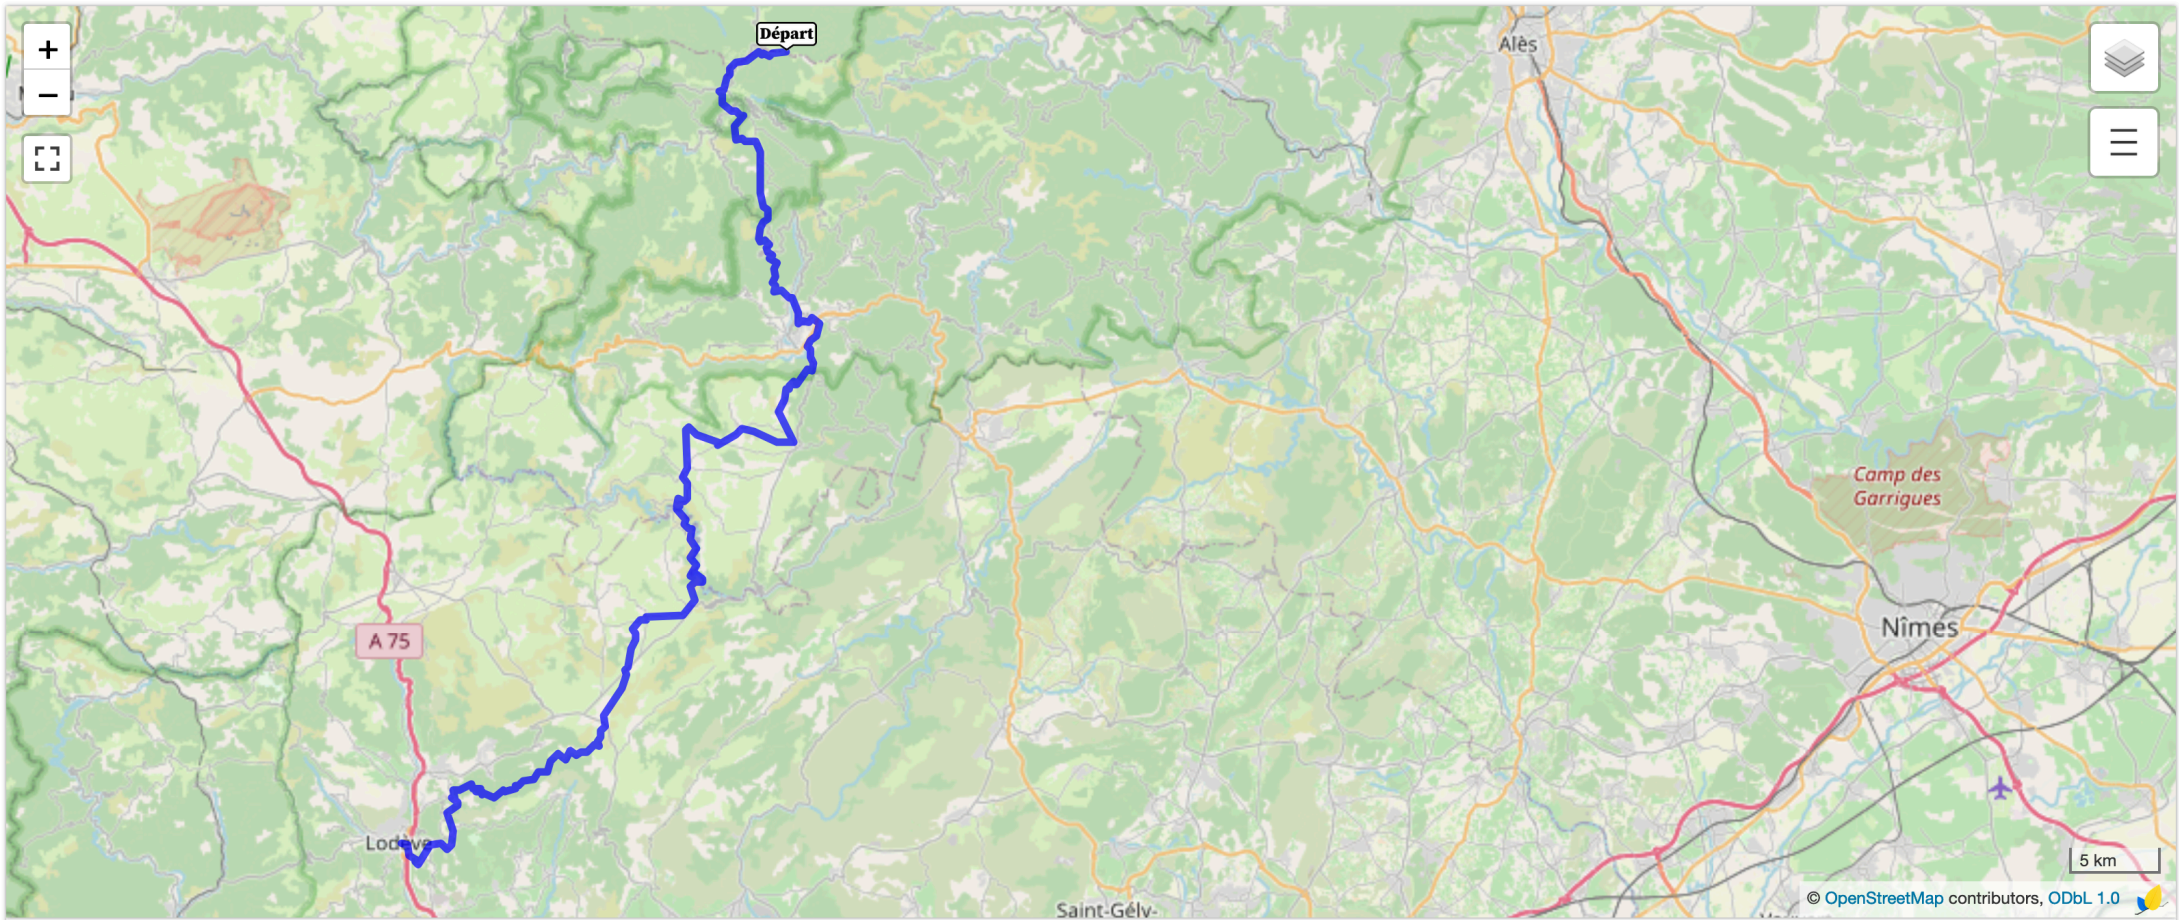 Départ
Alès
+
−
Camp des
Garrigues
Nîmes
A 75
Lodève
5 km
© OpenStreetMap contributors, ODbL 1.0
Saint-Gély-